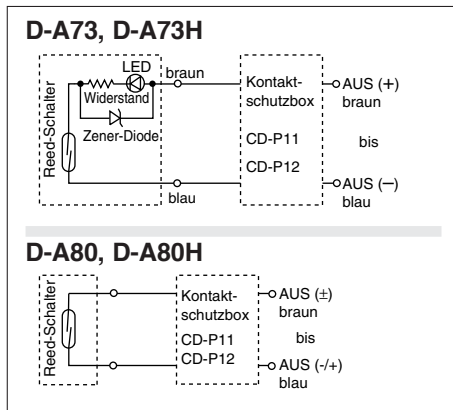 D-A73, D-A73H
LED
braun
Widerstand
Zener-Diode
Reed-Schalter
blau
Kontakt-
schutzbox
CD-P11
CD-P12
AUS (+)
braun
bis
AUS (−)
blau
D-A80, D-A80H
Reed-Schalter
Kontakt-
schutzbox
CD-P11
CD-P12
AUS (±)
braun
bis
AUS (-/+)
blau